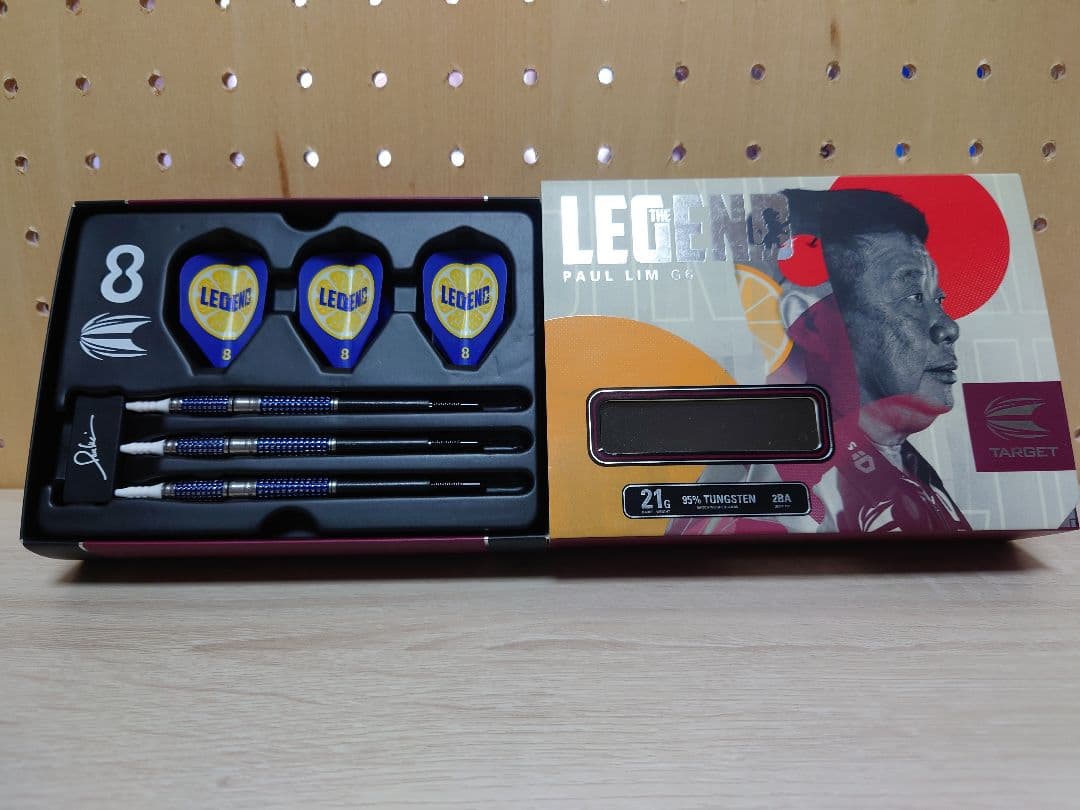 8
LEGEND
8
LEGEND
8
LEGEND
8
THE
LEGEND
PAUL LIM G6
TARGET
21G 95% TUNGSTEN 2BA